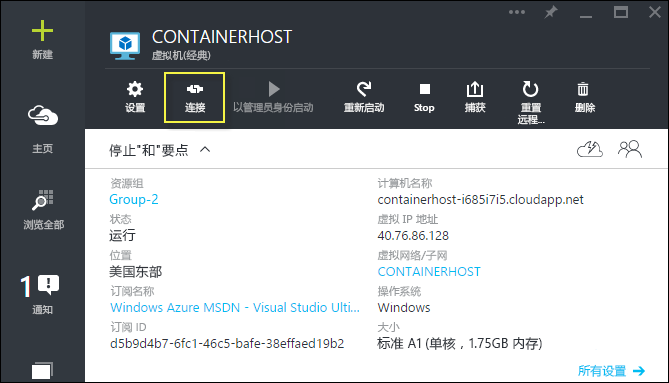 新建
主页
浏览全部
1
通知
CONTAINERHOST
虚拟机(经典)
设置
连接
以管理员身份启动
重新启动
Stop
捕获
重置
远程...
删除
停止"和"要点
资源组
Group-2
状态
运行
位置
美国东部
订阅名称
Windows Azure MSDN - Visual Studio Ulti...
订阅 ID
d5b9d4b7-6fc1-46c5-bafe-38effaed19b2
计算机名称
containerhost-i685i7i5.cloudapp.net
虚拟 IP 地址
40.76.86.128
虚拟网络/子网
CONTAINERHOST
操作系统
Windows
大小
标准 A1 (单核，1.75GB 内存)
所有设置